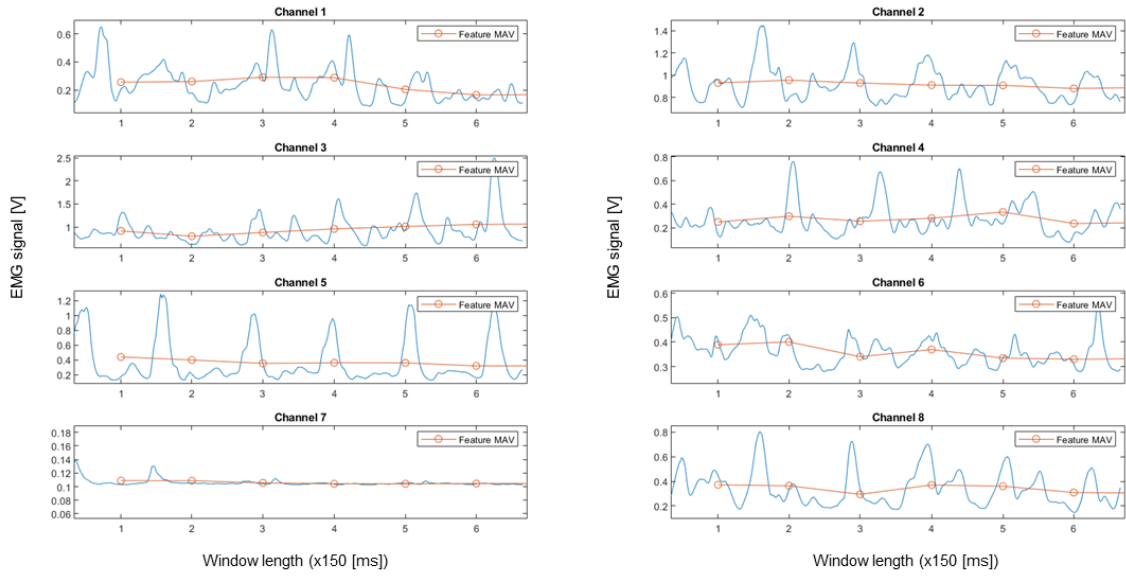 Channel 1
0.6
0.4
0.2
Feature MAV
1 2 3 4 5 6
Channel 3
2.5
2
1.5
1
Feature MAV
1 2 3 4 5 6
Channel 5
1.2
1.0
0.8
0.6
0.4
0.2
Feature MAV
1 2 3 4 5 6
Channel 7
0.18
0.16
0.14
0.12
0.1
0.08
0.06
Feature MAV
1 2 3 4 5 6
EMG signal [V]
Window length (x150 [ms])
Channel 2
1.4
1.2
1
0.8
Feature MAV
1 2 3 4 5 6
Channel 4
0.8
0.6
0.4
0.2
Feature MAV
1 2 3 4 5 6
Channel 6
0.6
0.5
0.4
0.3
Feature MAV
1 2 3 4 5 6
Channel 8
0.8
0.6
0.4
0.2
Feature MAV
1 2 3 4 5 6
EMG signal [V]
Window length (x150 [ms])